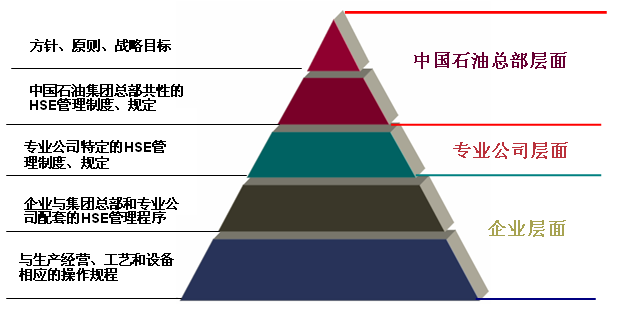 方针、原则、战略目标
中国石油总部层面
中国石油集团总部共性的
HSE管理制度、规定
专业公司特定的HSE管
理制度、规定
专业公司层面
企业与集团总部和专业公
司配套的HSE管理程序
企业层面
与生产经营、工艺和设备
相应的操作规程